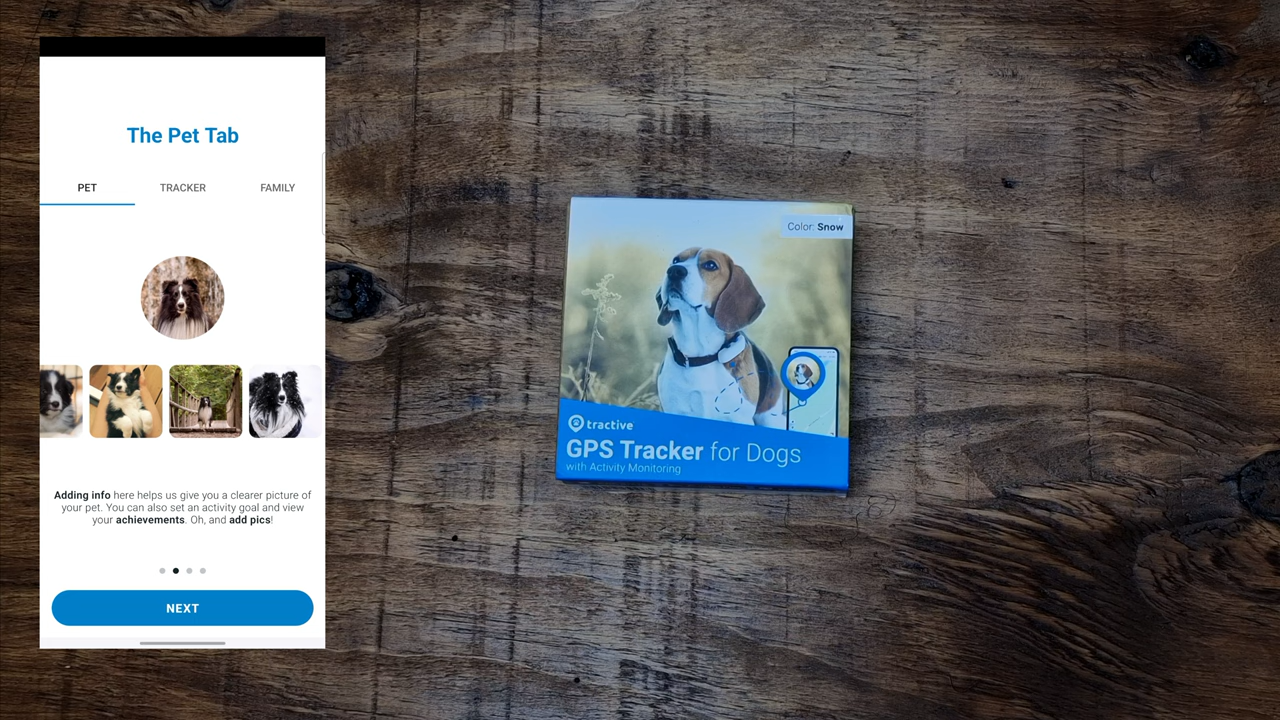 The Pet Tab
PET
TRACKER
FAMILY
Adding info here helps us give you a clearer picture of
your pet. You can also set an activity goal and view
your achievements. Oh, and add pics!
NEXT
Color: Snow
tractive
GPS Tracker for Dogs
with Activity Monitoring